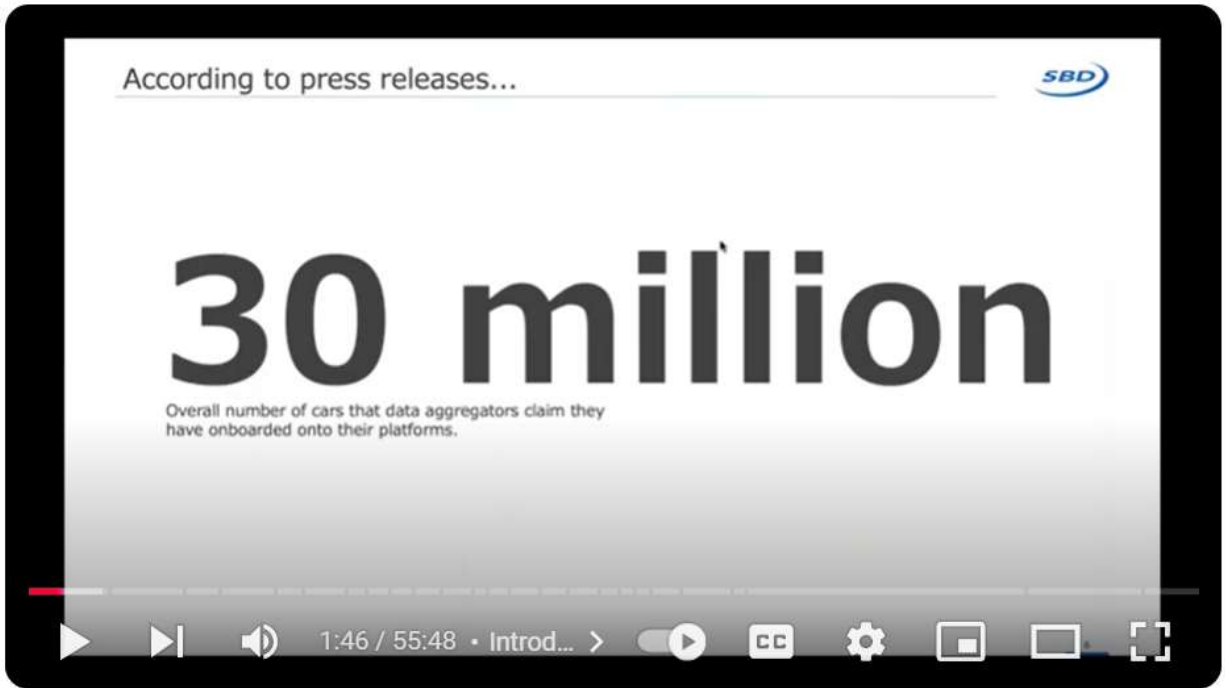 According to press releases...
SBD
30 million
Overall number of cars that data aggregators claim they
have onboarded onto their platforms.
1:46 / 55:48 • Introd...
CC